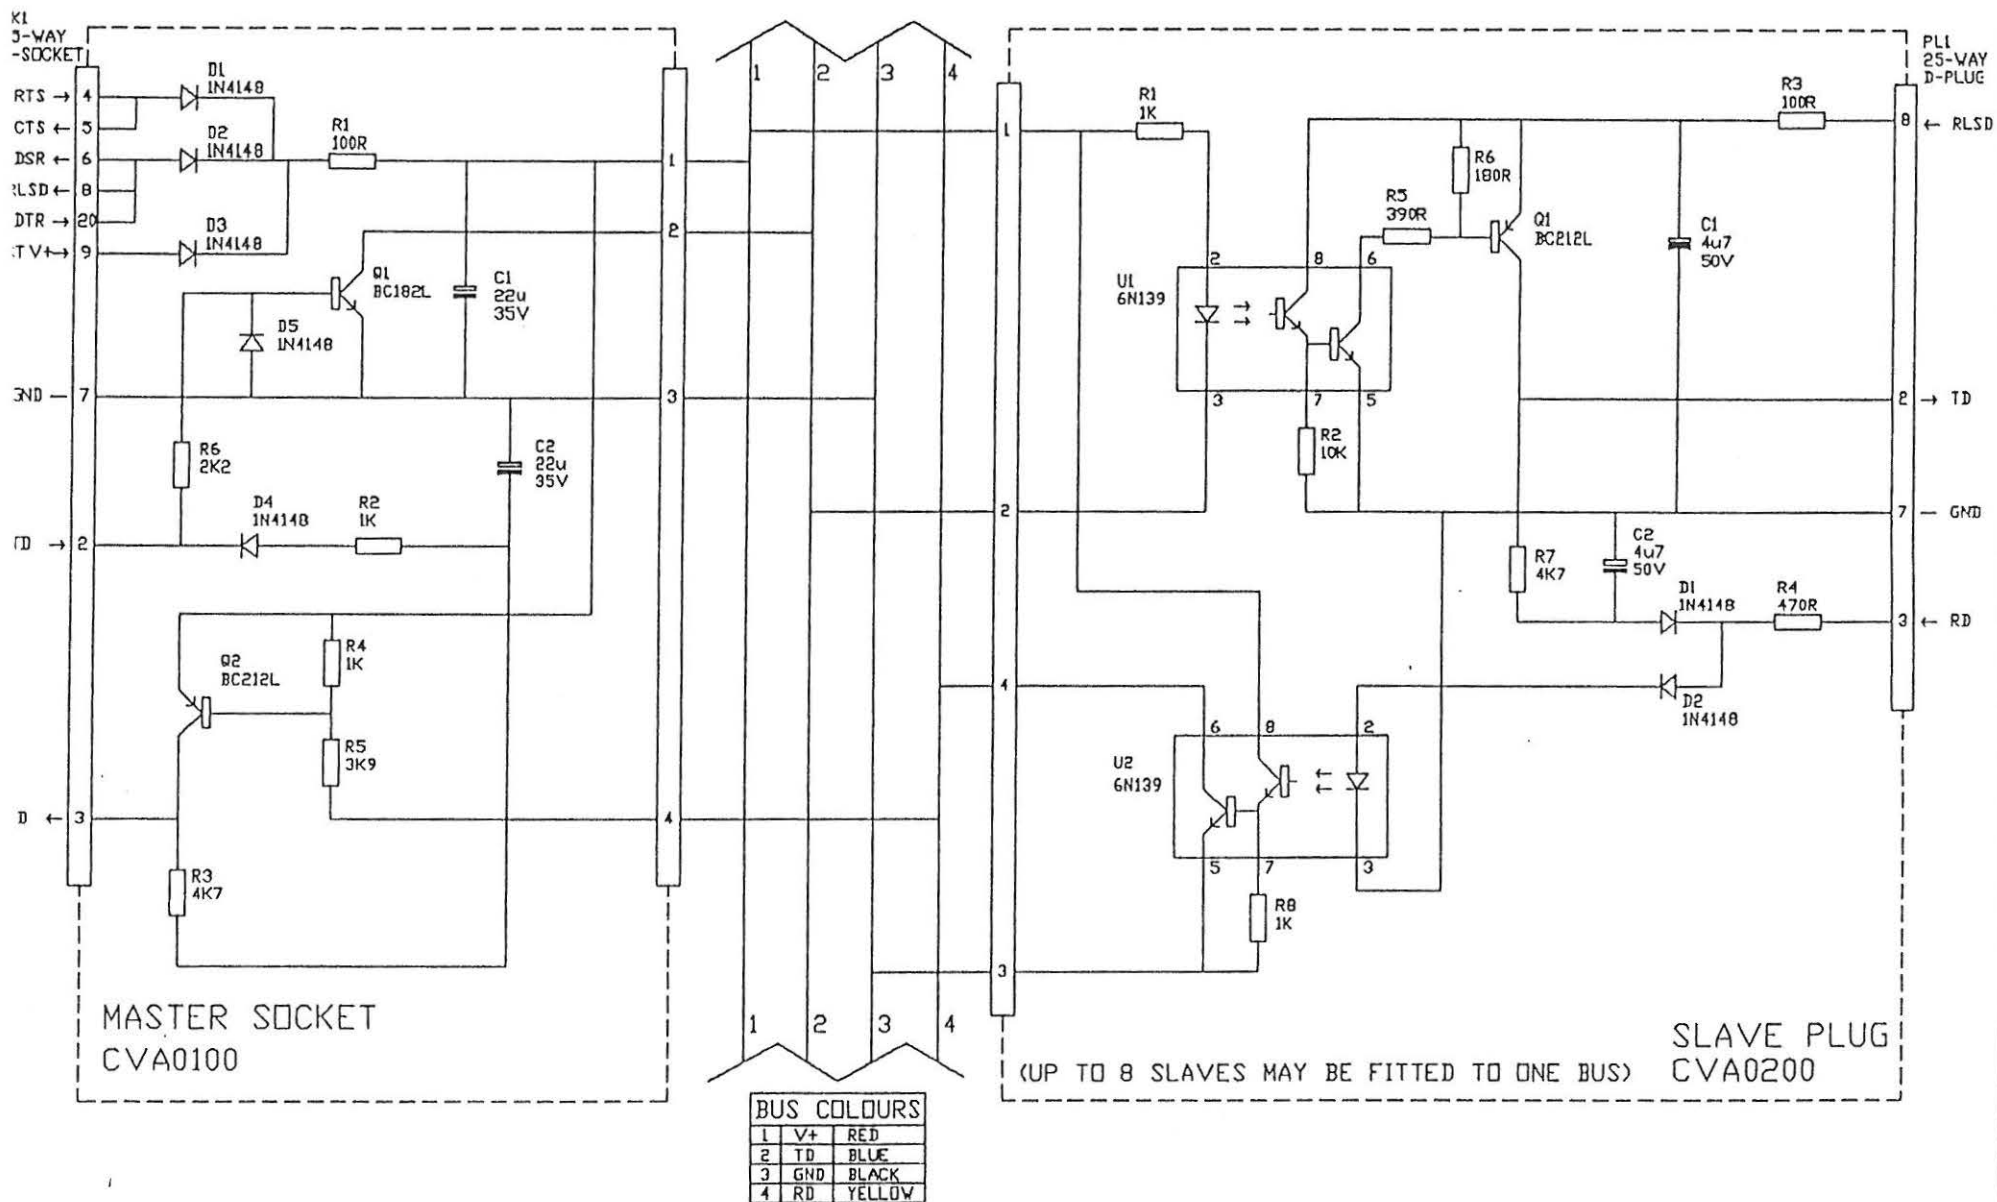 K1
-WAY
-SOCKET
RTS → 4
CTS ← 5
DSR ← 6
LSD ← 8
DTR → 20
T V+ → 9
ND — 7
D → 2
D ← 3
D1
1N4148
D2
1N4148
D3
1N4148
R1
100R
Q1
BC182L
C1
22u
35V
D5
1N4148
R6
2K2
D4
1N4148
R2
1K
C2
22u
35V
R4
1K
Q2
BC212L
R5
3K9
R3
4K7
1
2
3
4
MASTER SOCKET
CVA0100
1 2 3 4
1 2 3 4
BUS COLOURS
1 V+ RED
2 TD BLUE
3 GND BLACK
4 RD YELLOW
1
2
4
3
R1
1K
U1
6N139
2 8 6
3 7 5
R2
10K
R5
390R
R6
180R
Q1
BC212L
C1
4u7
50V
R3
100R
R7
4K7
C2
4u7
50V
D1
1N4148
R4
470R
D2
1N4148
U2
6N139
6 8 2
5 7 3
R8
1K
PL1
25-WAY
D-PLUG
8 ← RLSD
2 → TD
7 — GND
3 ← RD
SLAVE PLUG
(UP TO 8 SLAVES MAY BE FITTED TO ONE BUS) CVA0200